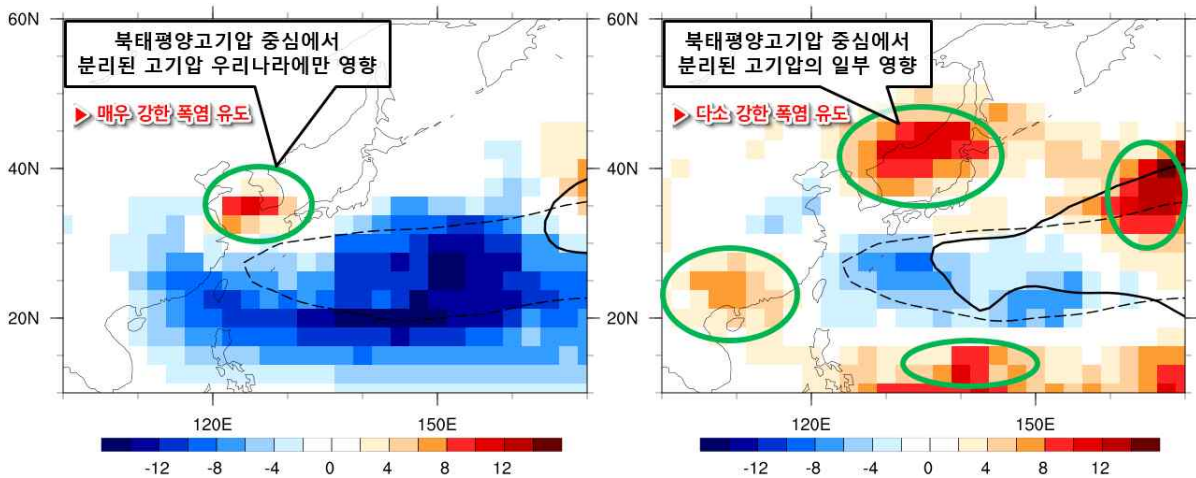 60N
북태평양고기압 중심에서
분리된 고기압 우리나라에만 영향
▶ 매우 강한 폭염 유도
40N
20N
120E
150E
-12 -8 -4 0 4 8 12
60N
북태평양고기압 중심에서
분리된 고기압의 일부 영향
▶ 다소 강한 폭염 유도
40N
20N
120E
150E
-12 -8 -4 0 4 8 12